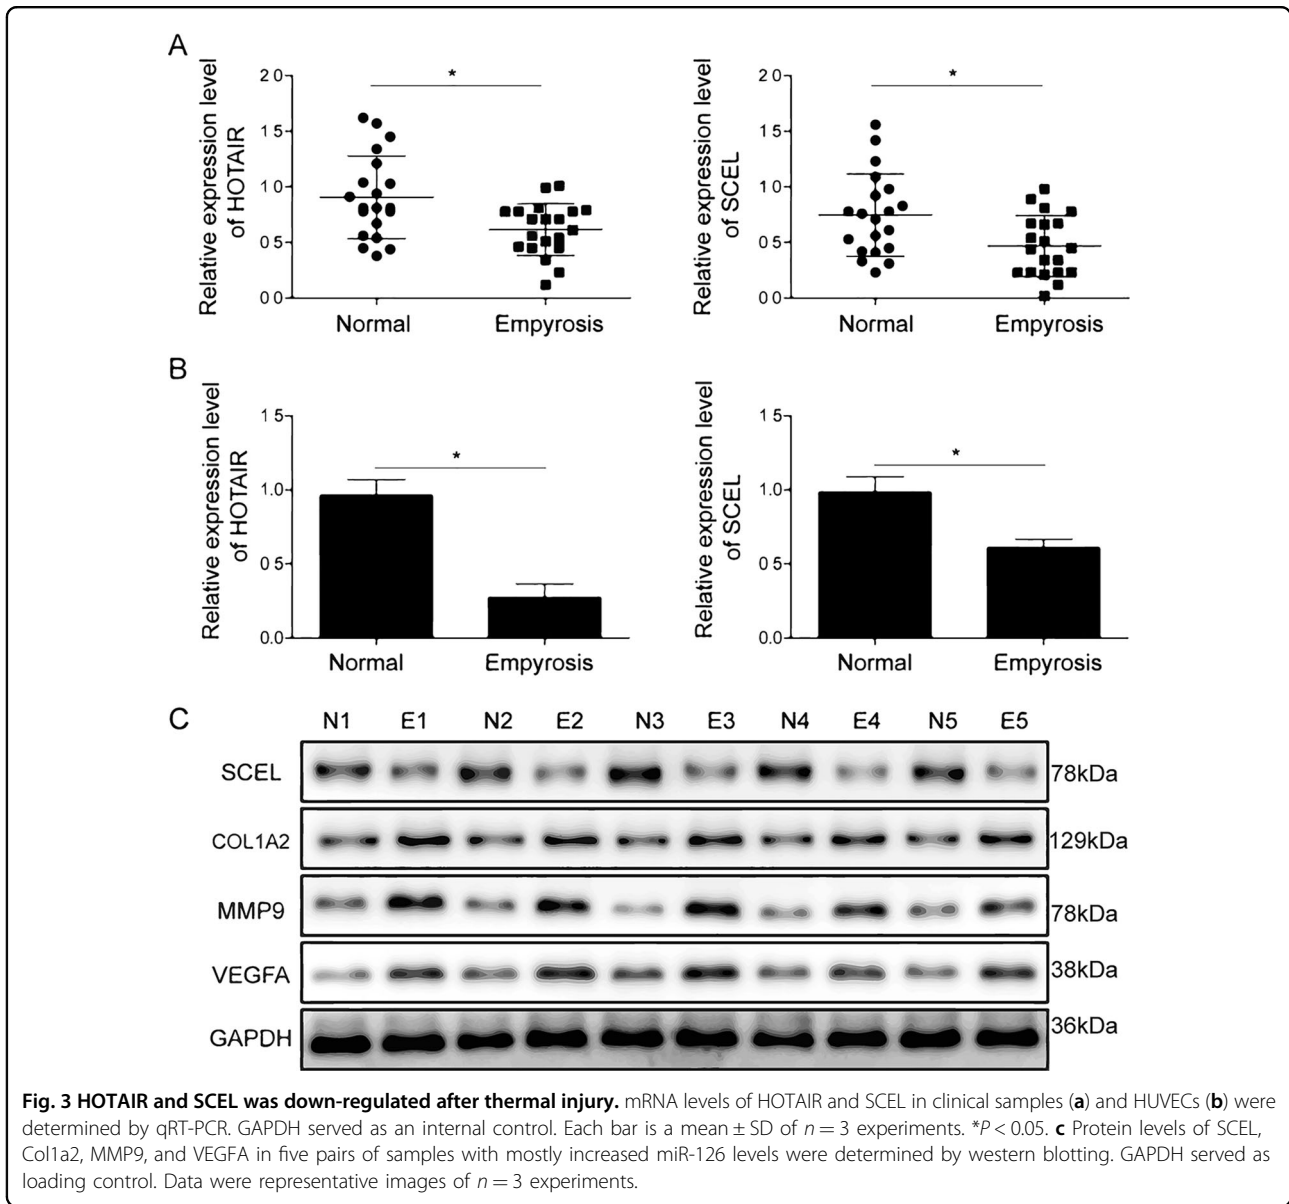 A
Relative expression level
of HOTAIR
2 0
1 5
1 0
0 5
0 0
*
Normal
Empyrosis
Relative expression level
of SCEL
2 0
1 5
1 0
0 5
0 0
*
Normal
Empyrosis
B
Relative expression level
of HOTAIR
1 5
1.0
0 5
0.0
*
Normal
Empyrosis
Relative expression level
of SCEL
1 5
1.0
0 5
0.0
*
Normal
Empyrosis
C
N1 E1 N2 E2 N3 E3 N4 E4 N5 E5
SCEL 78kDa
COL1A2 129kDa
MMP9 78kDa
VEGFA 38kDa
GAPDH 36kDa
Fig. 3 HOTAIR and SCEL was down-regulated after thermal injury. mRNA levels of HOTAIR and SCEL in clinical samples (a) and HUVECs (b) were
determined by qRT-PCR. GAPDH served as an internal control. Each bar is a mean ± SD of n = 3 experiments. *P < 0.05. c Protein levels of SCEL,
Col1a2, MMP9, and VEGFA in five pairs of samples with mostly increased miR-126 levels were determined by western blotting. GAPDH served as
loading control. Data were representative images of n = 3 experiments.